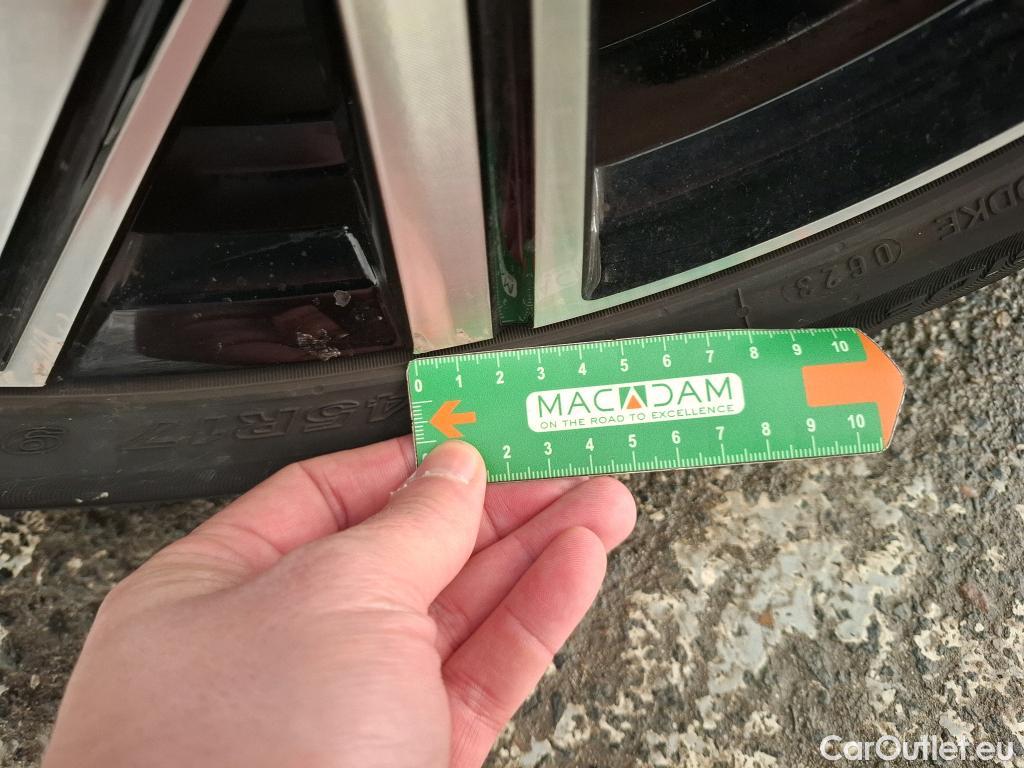 DDKE 0623
45R17
0 1 2 3 4 5 6 7 8 9 10
MACADAM
ON THE ROAD TO EXCELLENCE
2 3 4 5 6 7 8 9 10
CarOutlet.eu